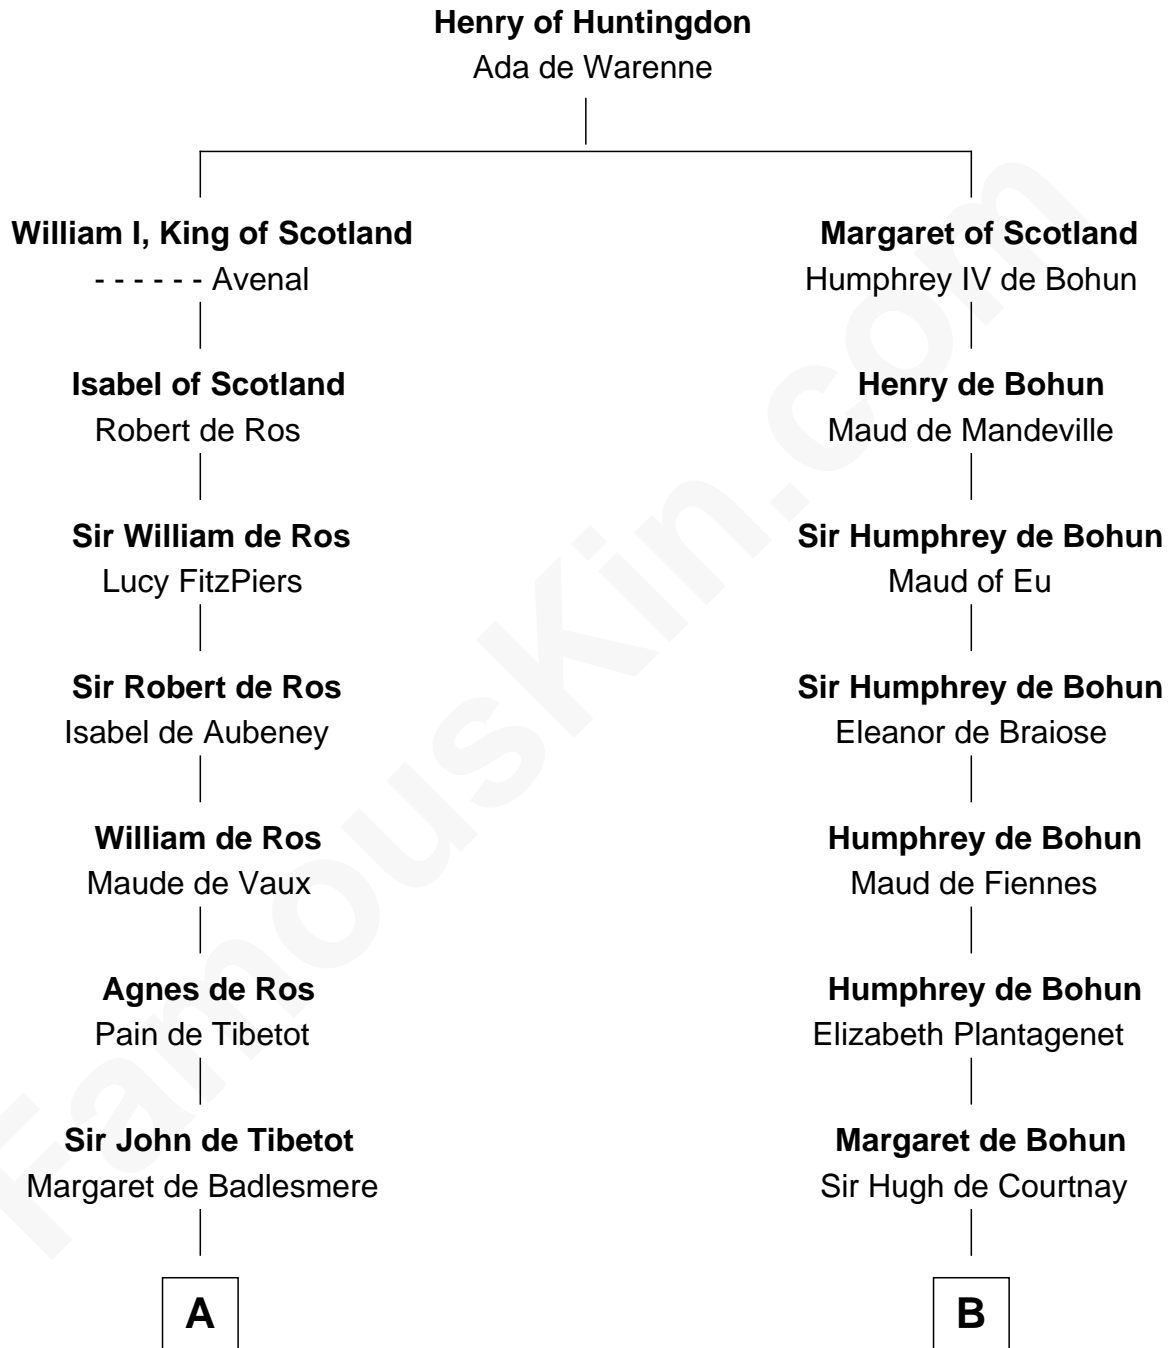 Henry of Huntingdon
Ada de Warenne
William I, King of Scotland
- - - - - - Avenal
Isabel of Scotland
Robert de Ros
Sir William de Ros
Lucy FitzPiers
Sir Robert de Ros
Isabel de Aubeney
William de Ros
Maude de Vaux
Agnes de Ros
Pain de Tibetot
Sir John de Tibetot
Margaret de Badlesmere
A
Margaret of Scotland
Humphrey IV de Bohun
Henry de Bohun
Maud de Mandeville
Sir Humphrey de Bohun
Maud of Eu
Sir Humphrey de Bohun
Eleanor de Braiose
Humphrey de Bohun
Maud de Fiennes
Humphrey de Bohun
Elizabeth Plantagenet
Margaret de Bohun
Sir Hugh de Courtnay
B
FamousKin.com